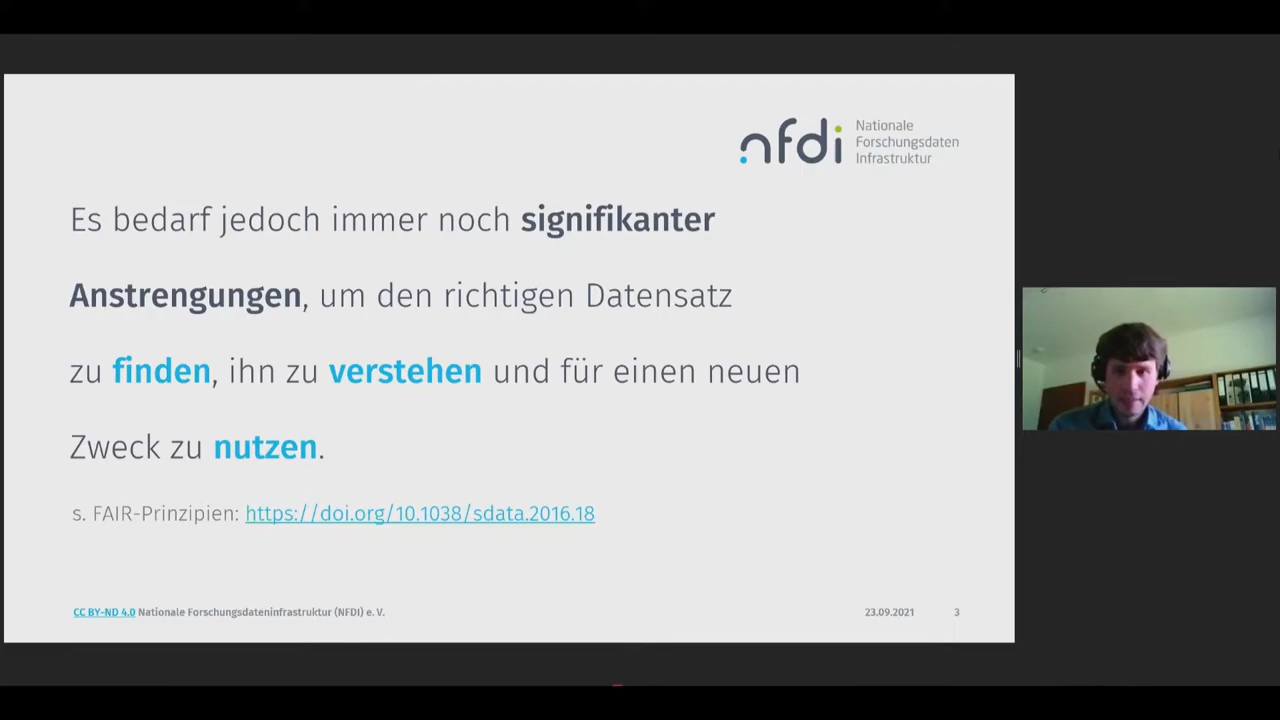 nfdi
Nationale
Forschungsdaten
Infrastruktur
Es bedarf jedoch immer noch signifikanter
Anstrengungen, um den richtigen Datensatz
zu finden, ihn zu verstehen und für einen neuen
Zweck zu nutzen.
s. FAIR-Prinzipien: https://doi.org/10.1038/sdata.2016.18
CC BY-ND 4.0 Nationale Forschungsdateninfrastruktur (NFDI) e. V.
23.09.2021
3